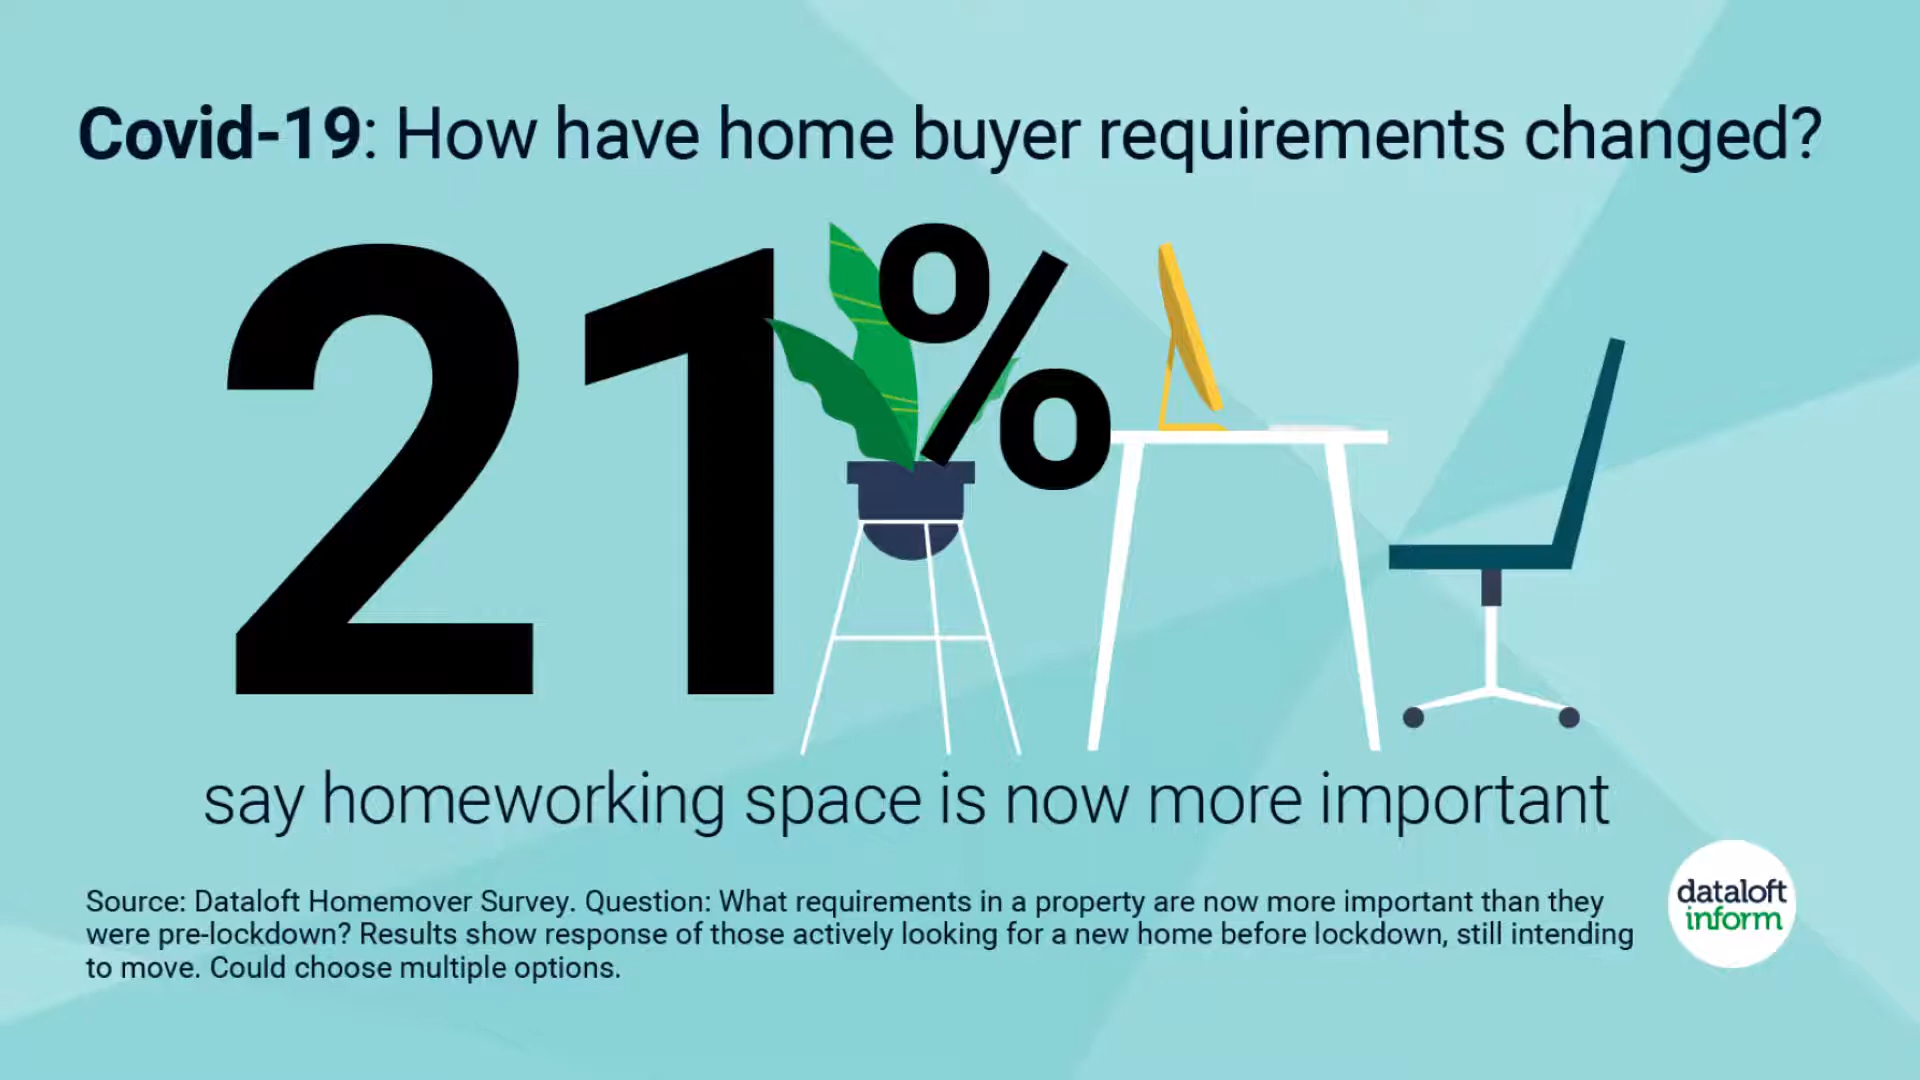 Covid-19: How have home buyer requirements changed?
21%
say homeworking space is now more important
Source: Dataloft Homemover Survey. Question: What requirements in a property are now more important than they
were pre-lockdown? Results show response of those actively looking for a new home before lockdown, still intending
to move. Could choose multiple options.
dataloft
inform